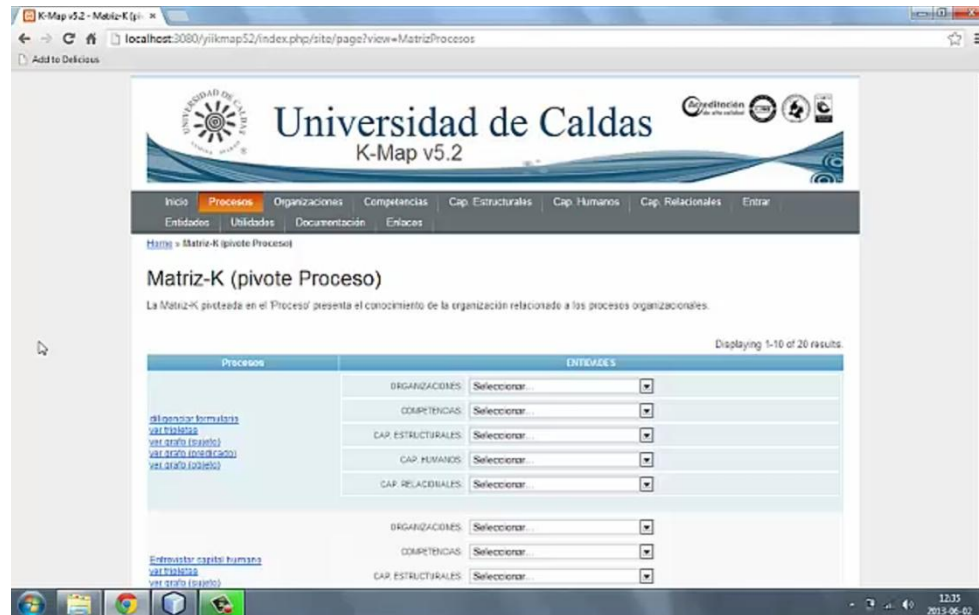 K-Map v5.2 - Matriz-K (pi
localhost:3080/yiikmap52/index.php/site/page?view=MatrizProcesos
Add to Delicious
UNIVERSIDAD DE CALDAS
Universidad de Caldas
K-Map v5.2
Acreditación
Inicio Procesos Organizaciones Competencias Cap. Estructurales Cap. Humanos Cap. Relacionales Entrar
Entidades Utilidades Documentación Enlaces
Home » Matriz-K (pivote Proceso)
Matriz-K (pivote Proceso)
La Matriz-K pivoteada en el 'Proceso' presenta el conocimiento de la organización relacionado a los procesos organizacionales.
Displaying 1-10 of 20 results.
Procesos ENTIDADES
ORGANIZACIONES Seleccionar...
COMPETENCIAS Seleccionar...
diligenciar formulario
ver tripletas
CAP. ESTRUCTURALES Seleccionar...
ver grafo (sujeto)
ver grafo (predicado)
CAP. HUMANOS Seleccionar...
ver grafo (objeto)
CAP. RELACIONALES Seleccionar...
ORGANIZACIONES Seleccionar...
COMPETENCIAS Seleccionar...
Entrevistar capital humano
ver tripletas
CAP. ESTRUCTURALES Seleccionar...
ver grafo (sujeto)
12:35
2013-06-02